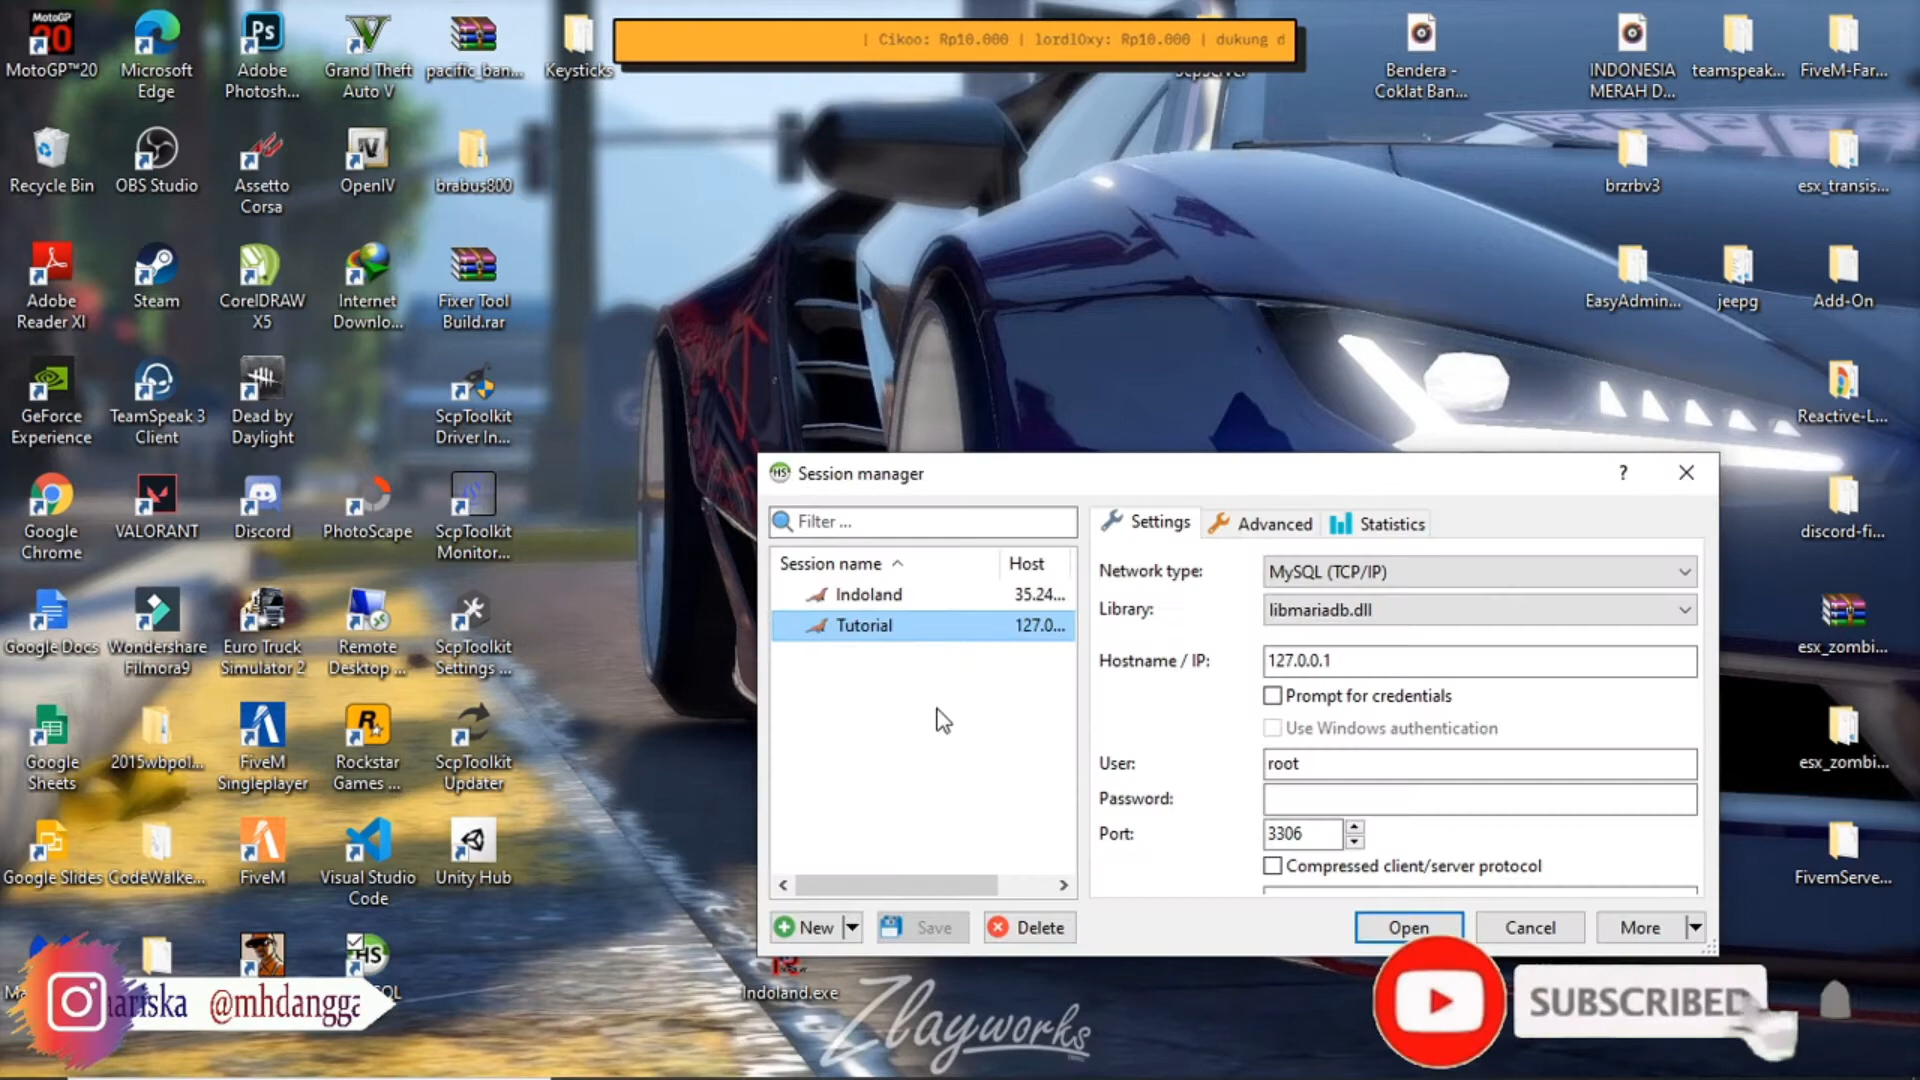 MotoGP
20
MotoGP™20
Microsoft
Edge
Ps
Adobe
Photosh...
Grand Theft
Auto V
pacific_ban...
Keysticks
| Cikoo: Rp10.000 | lordl0xy: Rp10.000 | dukung d
Bendera -
Coklat Ban...
INDONESIA
MERAH D...
teamspeak...
FiveM-Far...
Recycle Bin
OBS Studio
Assetto
Corsa
OpenIV
brabus800
brzrbv3
esx_transis...
Adobe
Reader XI
Steam
CorelDRAW
X5
Internet
Downlo...
Fixer Tool
Build.rar
EasyAdmin...
jeepg
Add-On
GeForce
Experience
TeamSpeak 3
Client
Dead by
Daylight
ScpToolkit
Driver In...
Reactive-L...
Google
Chrome
VALORANT
Discord
PhotoScape
ScpToolkit
Monitor...
discord-fi...
Google Docs
Wondershare
Filmora9
Euro Truck
Simulator 2
Remote
Desktop ...
ScpToolkit
Settings ...
esx_zombi...
Google
Sheets
2015wbpol...
FiveM
Singleplayer
Rockstar
Games ...
ScpToolkit
Updater
esx_zombi...
Google Slides
CodeWalke...
FiveM
Visual Studio
Code
Unity Hub
FivemServe...
HS
Session manager
?
Filter ...
Session name
Host
Indoland
35.24...
Tutorial
127.0...
New
Save
Delete
Settings
Advanced
Statistics
Network type:
MySQL (TCP/IP)
Library:
libmariadb.dll
Hostname / IP:
127.0.0.1
Prompt for credentials
Use Windows authentication
User:
root
Password:
Port:
3306
Compressed client/server protocol
Open
Cancel
More
HS
ariska @mhdangga
Indoland.exe
Zlayworks
SUBSCRIBED